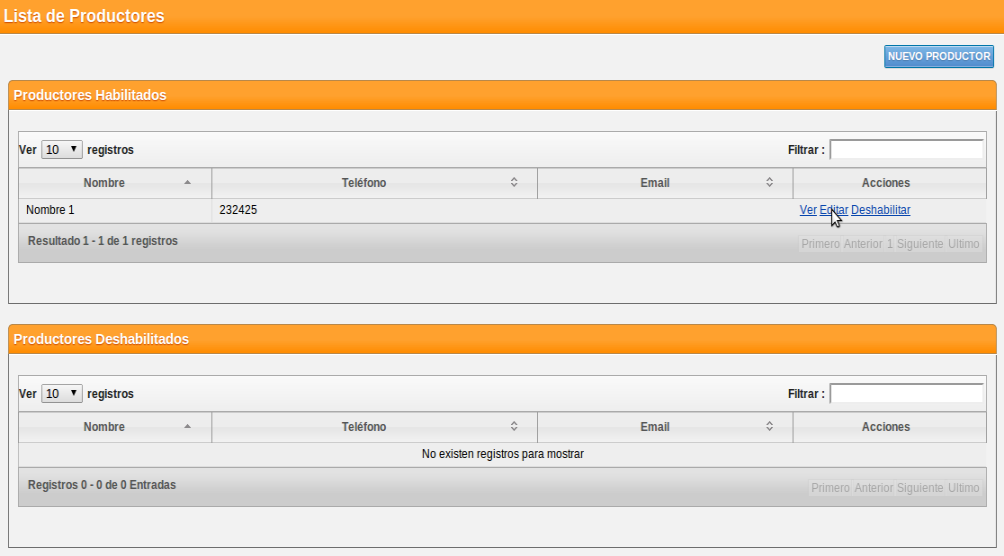 Lista de Productores
NUEVO PRODUCTOR
Productores Habilitados
Ver 10 registros Filtrar :
Nombre Teléfono Email Acciones
Nombre 1 232425 Ver Editar Deshabilitar
Resultado 1 - 1 de 1 registros Primero Anterior 1 Siguiente Ultimo
Productores Deshabilitados
Ver 10 registros Filtrar :
Nombre Teléfono Email Acciones
No existen registros para mostrar
Registros 0 - 0 de 0 Entradas Primero Anterior Siguiente Ultimo